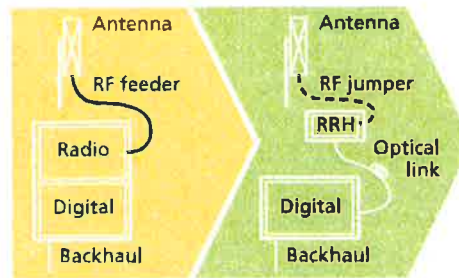 Antenna
RF feeder
Radio
Digital
Backhaul
Antenna
RF jumper
RRH
Optical
link
Digital
Backhaul